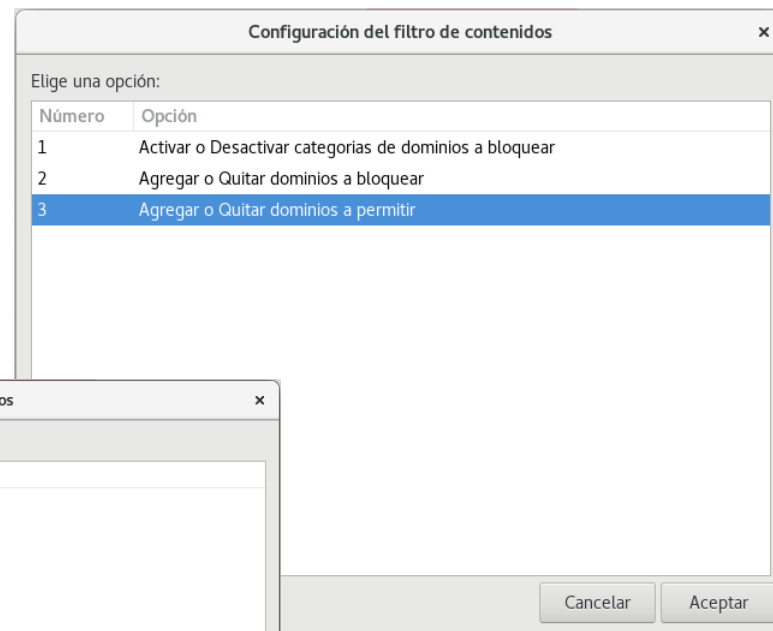 Configuración del filtro de contenidos ×
Elige una opción:
Número Opción
1 Activar o Desactivar categorias de dominios a bloquear
2 Agregar o Quitar dominios a bloquear
3 Agregar o Quitar dominios a permitir
os ×
Cancelar Aceptar